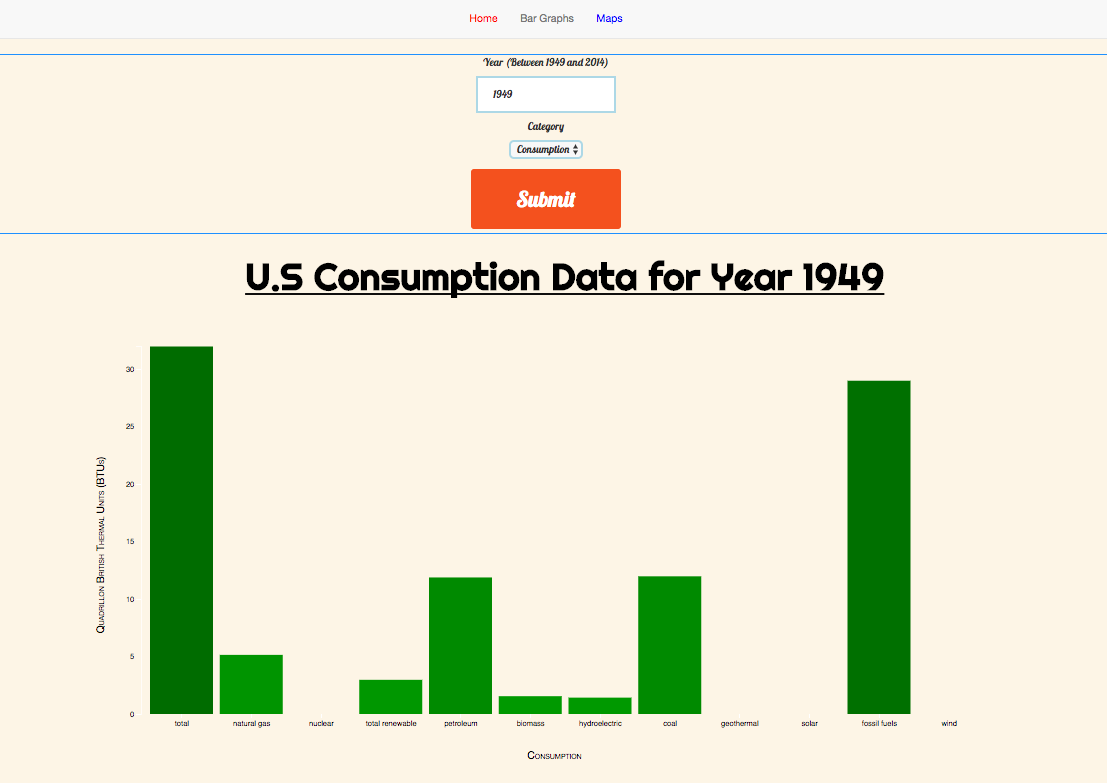 Home Bar Graphs Maps
Year (Between 1949 and 2014)
1949
Category
Consumption
Submit
U.S Consumption Data for Year 1949
Quadrillon British Thermal Units (BTUs)
30
25
20
15
10
5
0
total natural gas nuclear total renewable petroleum biomass hydroelectric coal geothermal solar fossil fuels wind
Consumption